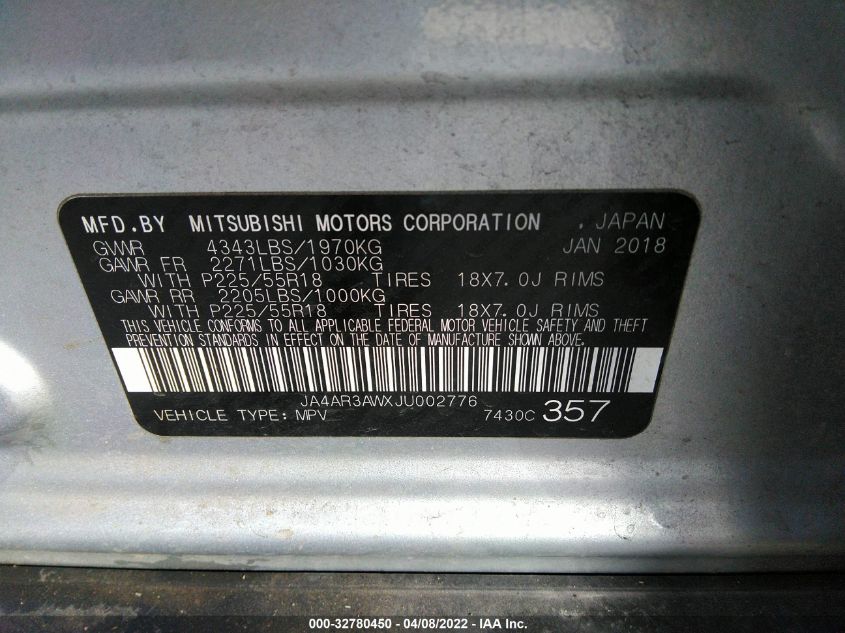 MFD.BY MITSUBISHI MOTORS CORPORATION , JAPAN
GVWR 4343LBS/1970KG JAN 2018
GAWR FR 2271LBS/1030KG
WITH P225/55R18 TIRES 18X7.0J RIMS
GAWR RR 2205LBS/1000KG
WITH P225/55R18 TIRES 18X7.0J RIMS
THIS VEHICLE CONFORMS TO ALL APPLICABLE FEDERAL MOTOR VEHICLE SAFETY AND THEFT
PREVENTION STANDARDS IN EFFECT ON THE DATE OF MANUFACTURE SHOWN ABOVE.
JA4AR3AWXJU002776
VEHICLE TYPE: MPV 7430C 357
000-32780450 - 04/08/2022 - IAA Inc.